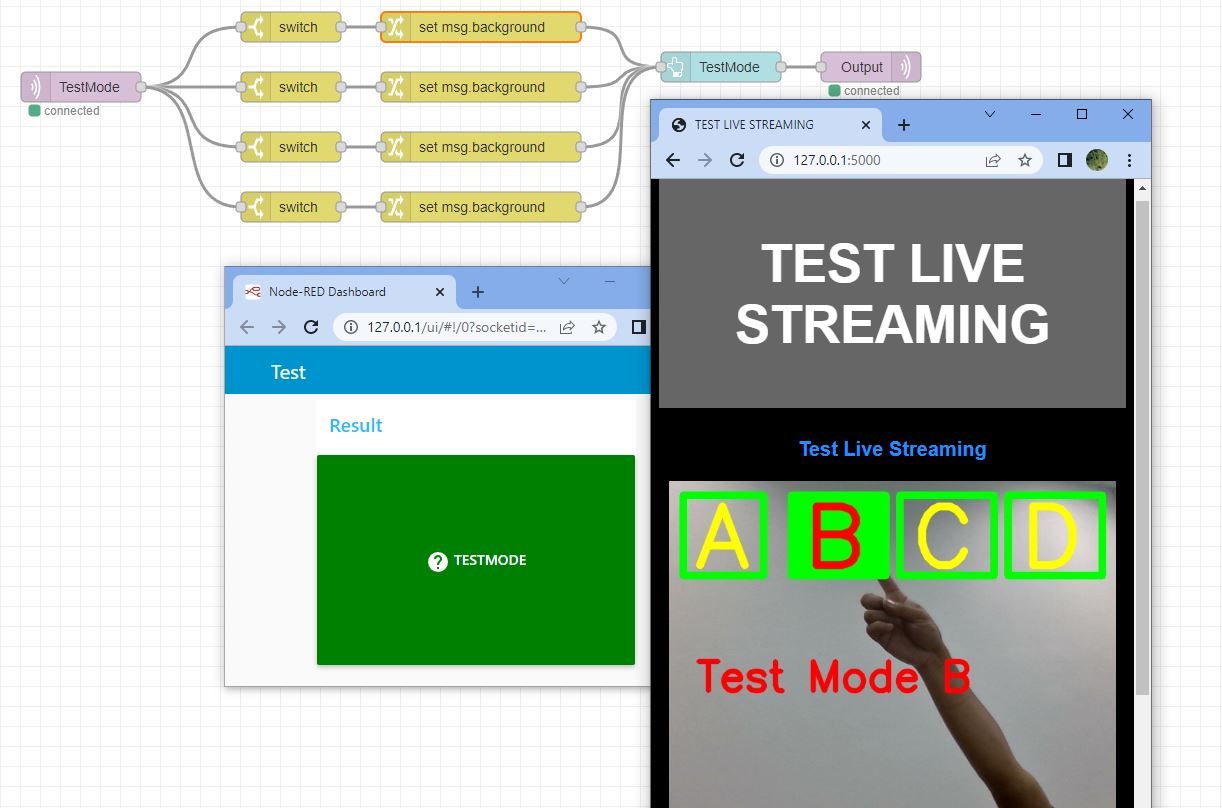 switch
set msg.background
TestMode
connected
switch
set msg.background
switch
set msg.background
switch
set msg.background
TestMode
Output
connected
Node-RED Dashboard
127.0.0.1/ui/#!/0?socketid=...
Test
Result
? TESTMODE
TEST LIVE STREAMING
127.0.0.1:5000
TEST LIVE
STREAMING
Test Live Streaming
A B C D
Test Mode B